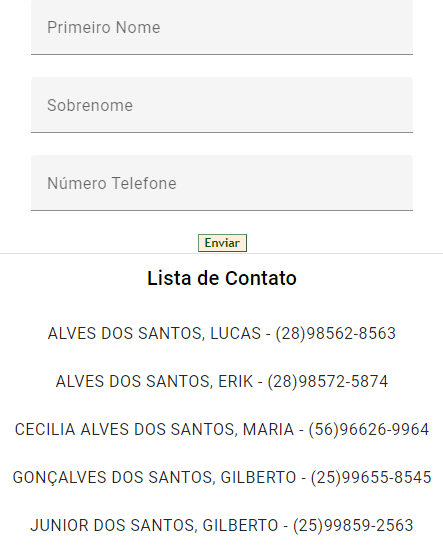 Primeiro Nome
Sobrenome
Número Telefone
Enviar
Lista de Contato
ALVES DOS SANTOS, LUCAS - (28)98562-8563
ALVES DOS SANTOS, ERIK - (28)98572-5874
CECILIA ALVES DOS SANTOS, MARIA - (56)96626-9964
GONÇALVES DOS SANTOS, GILBERTO - (25)99655-8545
JUNIOR DOS SANTOS, GILBERTO - (25)99859-2563